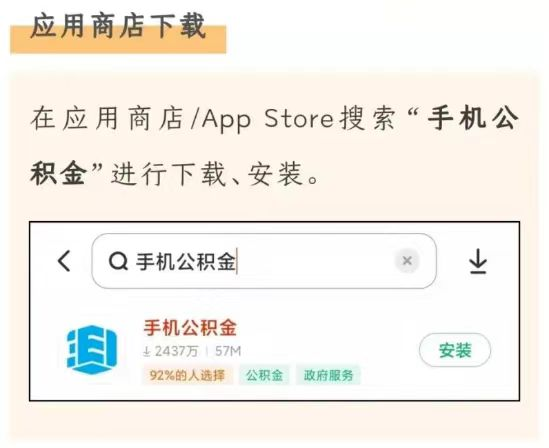 应用商店下载
在应用商店/App Store搜索“手机公
积金”进行下载、安装。
手机公积金
手机公积金
2437万 | 57M
安装
92%的人选择 公积金 政府服务